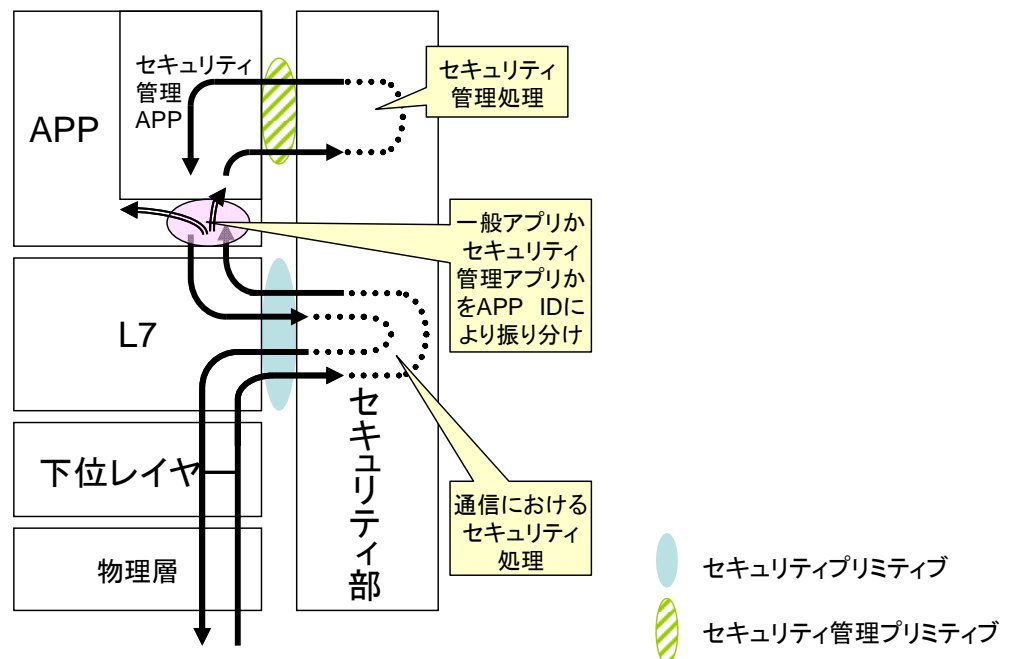 セキュリティ
管理
APP
APP
セキュリティ
管理処理
一般アプリか
セキュリティ
管理アプリか
をAPP IDに
より振り分け
L7
セキュリティ部
下位レイヤ
通信における
セキュリティ
処理
物理層
セキュリティプリミティブ
セキュリティ管理プリミティブ